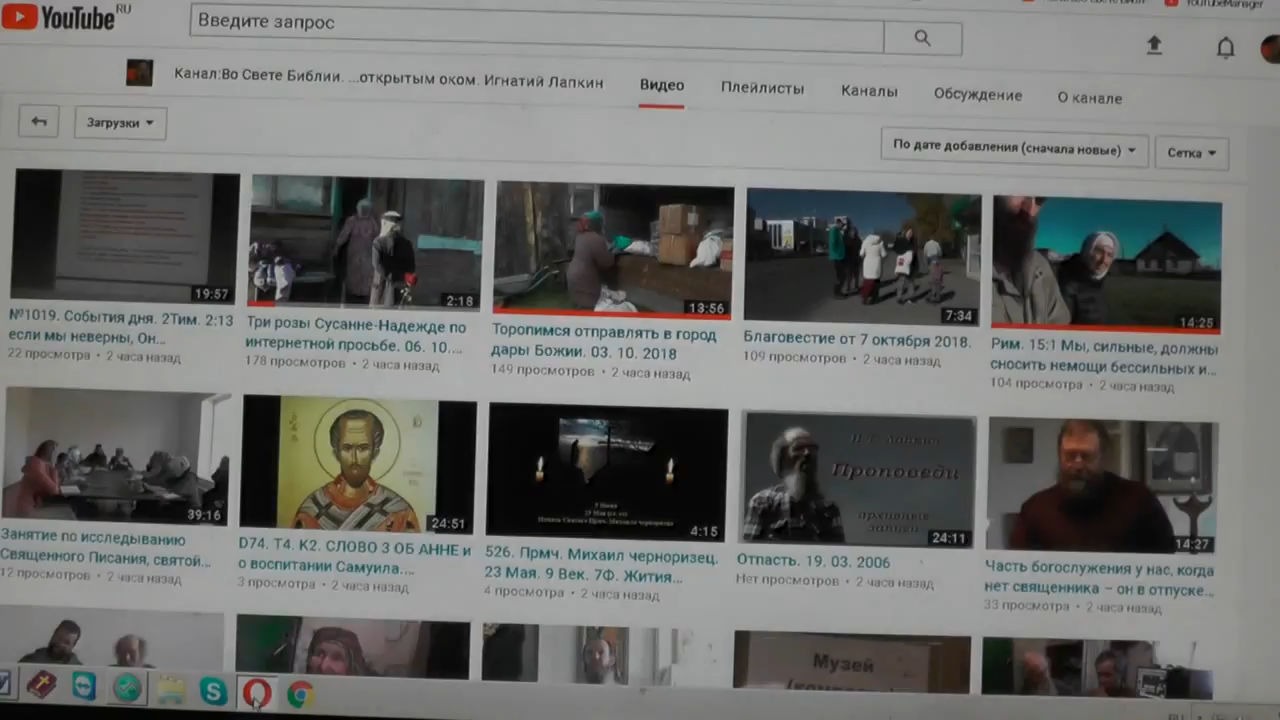 YouTube RU
Введите запрос
YouTubeManager
Канал:Во Свете Библии. ...открытым оком. Игнатий Лапкин
Видео
Плейлисты
Каналы
Обсуждение
О канале
Загрузки
По дате добавления (сначала новые)
Сетка
19:57
2:18
13:56
7:34
14:25
№1019. События дня. 2Тим. 2:13
если мы неверны, Он...
22 просмотра • 2 часа назад
Три розы Сусанне-Надежде по
интернетной просьбе. 06. 10....
178 просмотров • 2 часа назад
Торопимся отправлять в город
дары Божии. 03. 10. 2018
149 просмотров • 2 часа назад
Благовестие от 7 октября 2018.
109 просмотров • 2 часа назад
Рим. 15:1 Мы, сильные, должны
сносить немощи бессильных и...
104 просмотра • 2 часа назад
39:16
24:51
4:15
Проповеди
архивные
записи
24:11
14:27
Занятие по исследыванию
Священного Писания, святой...
12 просмотров • 2 часа назад
D74. T4. K2. СЛОВО 3 ОБ АННЕ и
о воспитании Самуила....
3 просмотра • 2 часа назад
526. Прмч. Михаил черноризец.
23 Мая. 9 Век. 7Ф. Жития...
4 просмотра • 2 часа назад
Отпасть. 19. 03. 2006
Нет просмотров • 2 часа назад
Часть богослужения у нас, когда
нет священника – он в отпуске...
33 просмотра • 2 часа назад
Музей
RU